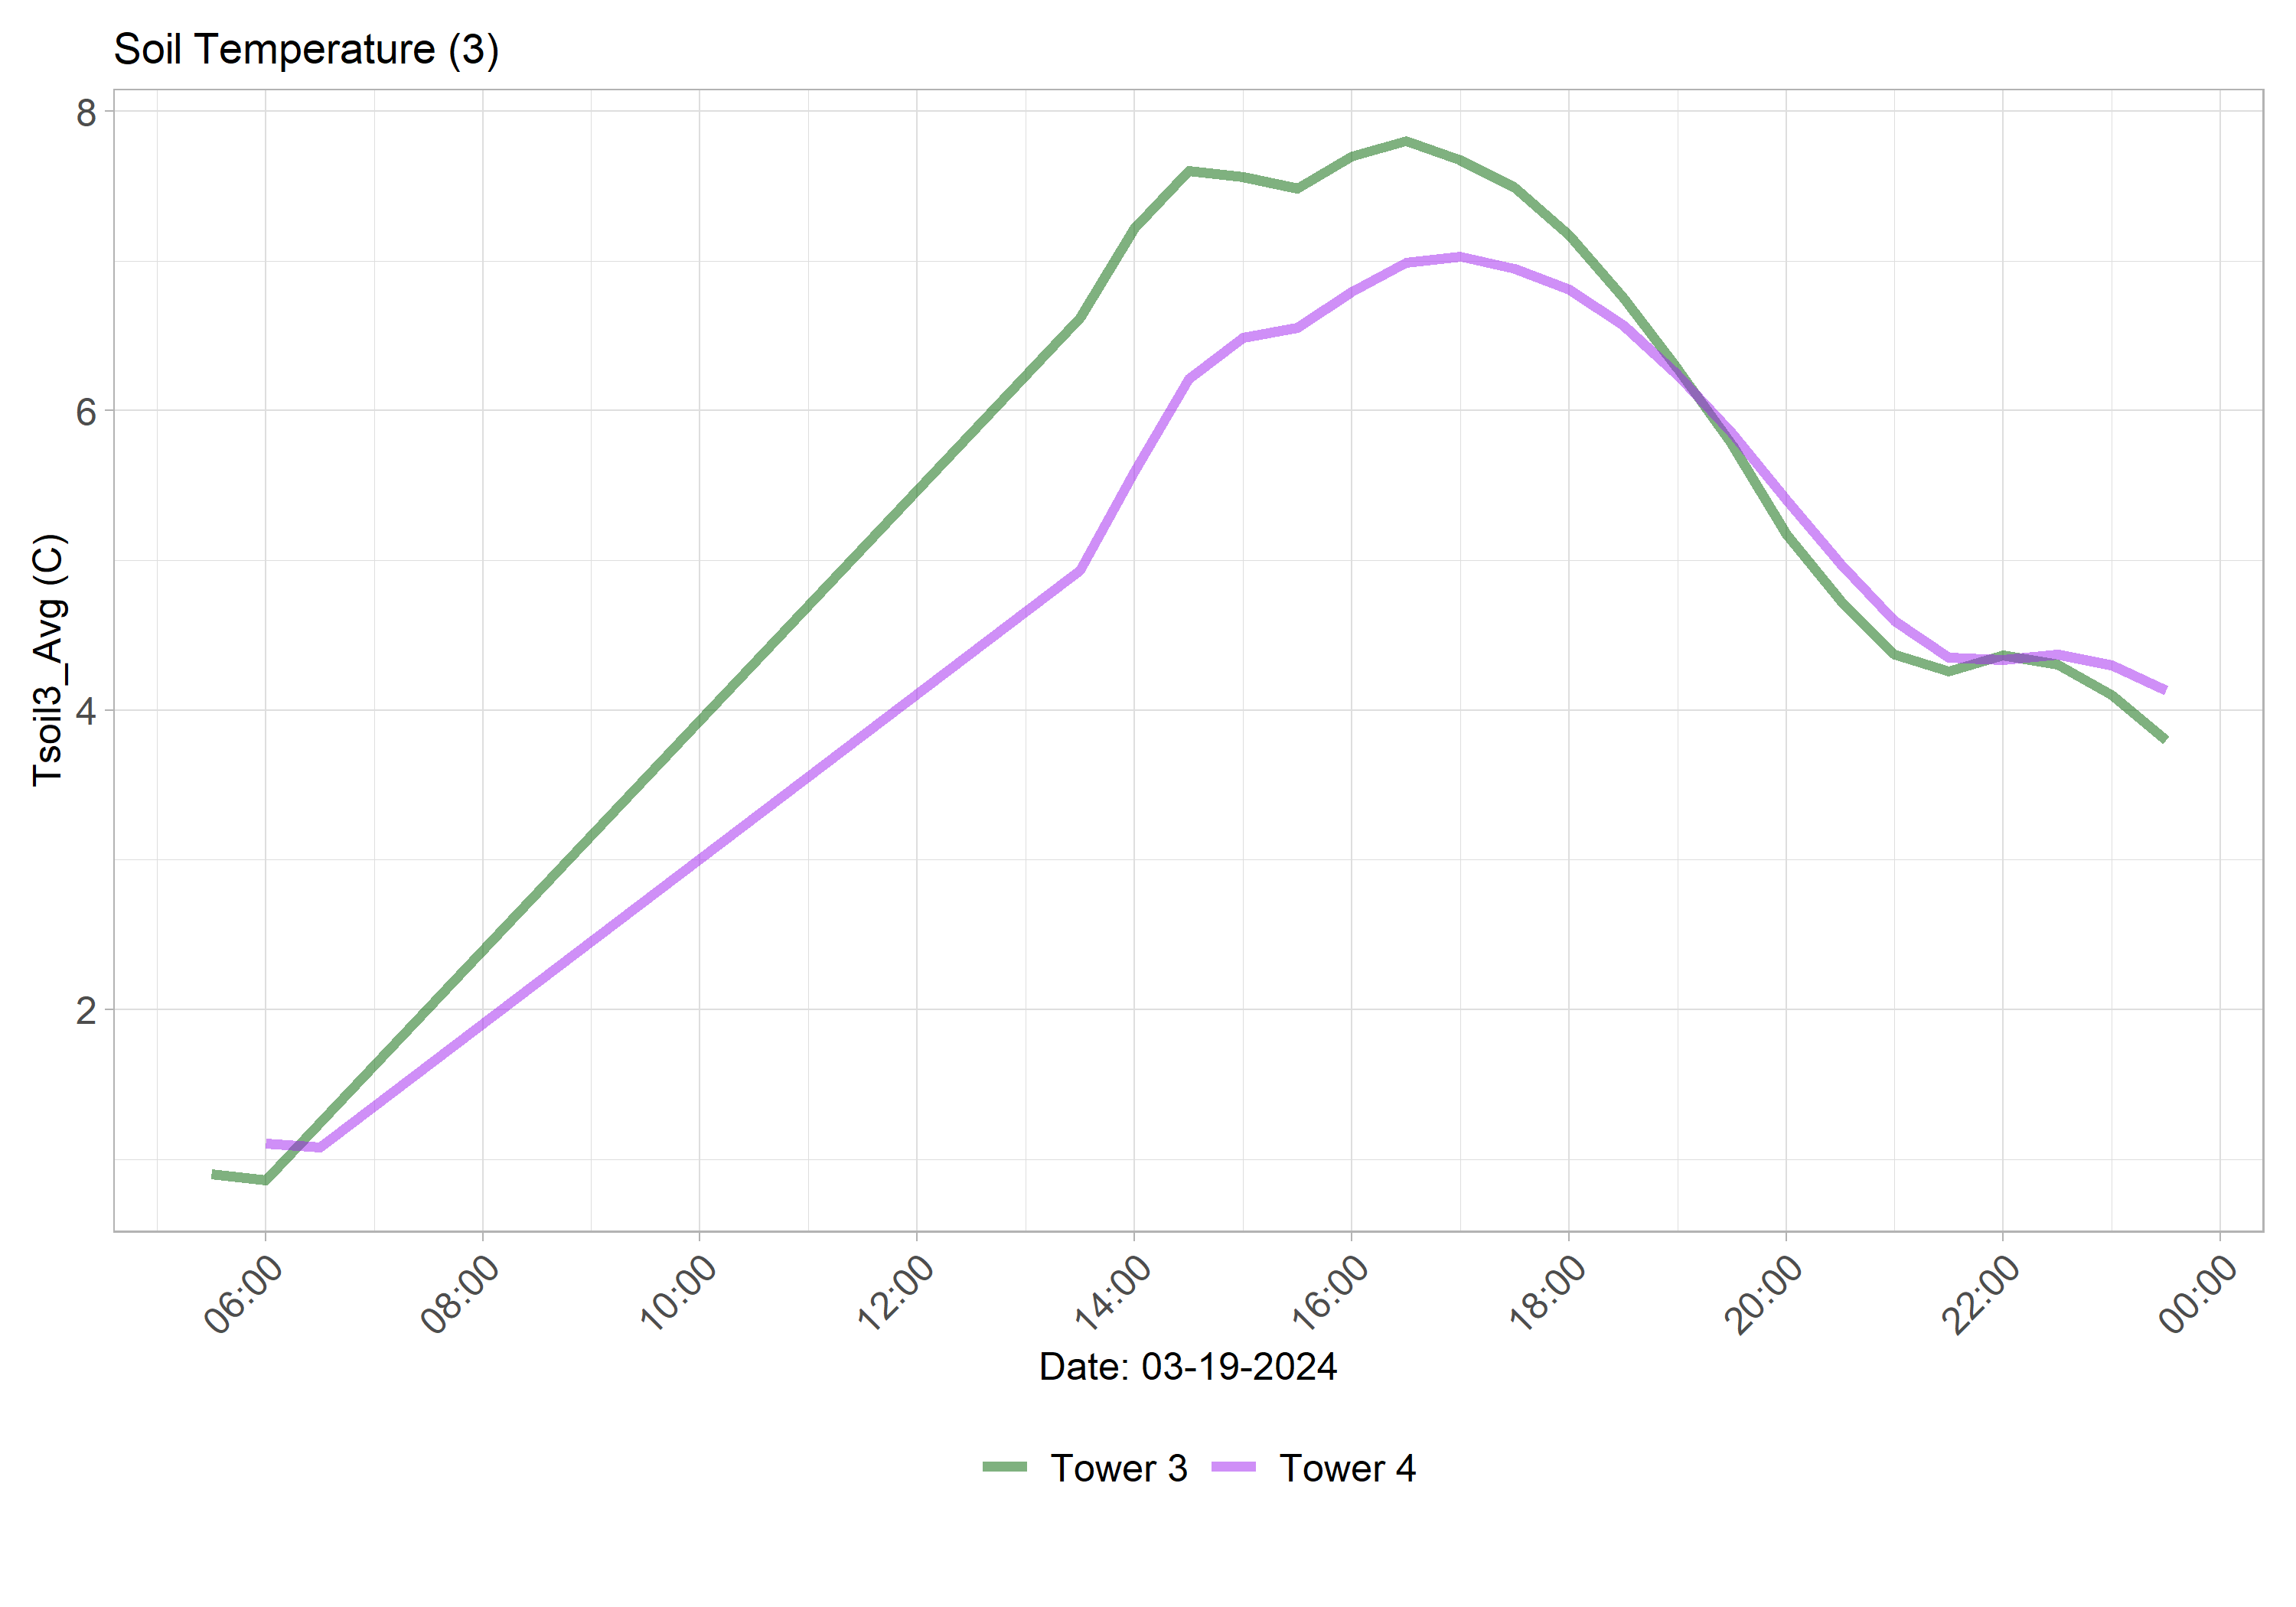 Soil Temperature (3)
8
6
4
2
Tsoil3_Avg (C)
06:00 08:00 10:00 12:00 14:00 16:00 18:00 20:00 22:00 00:00
Date: 03-19-2024
Tower 3 Tower 4